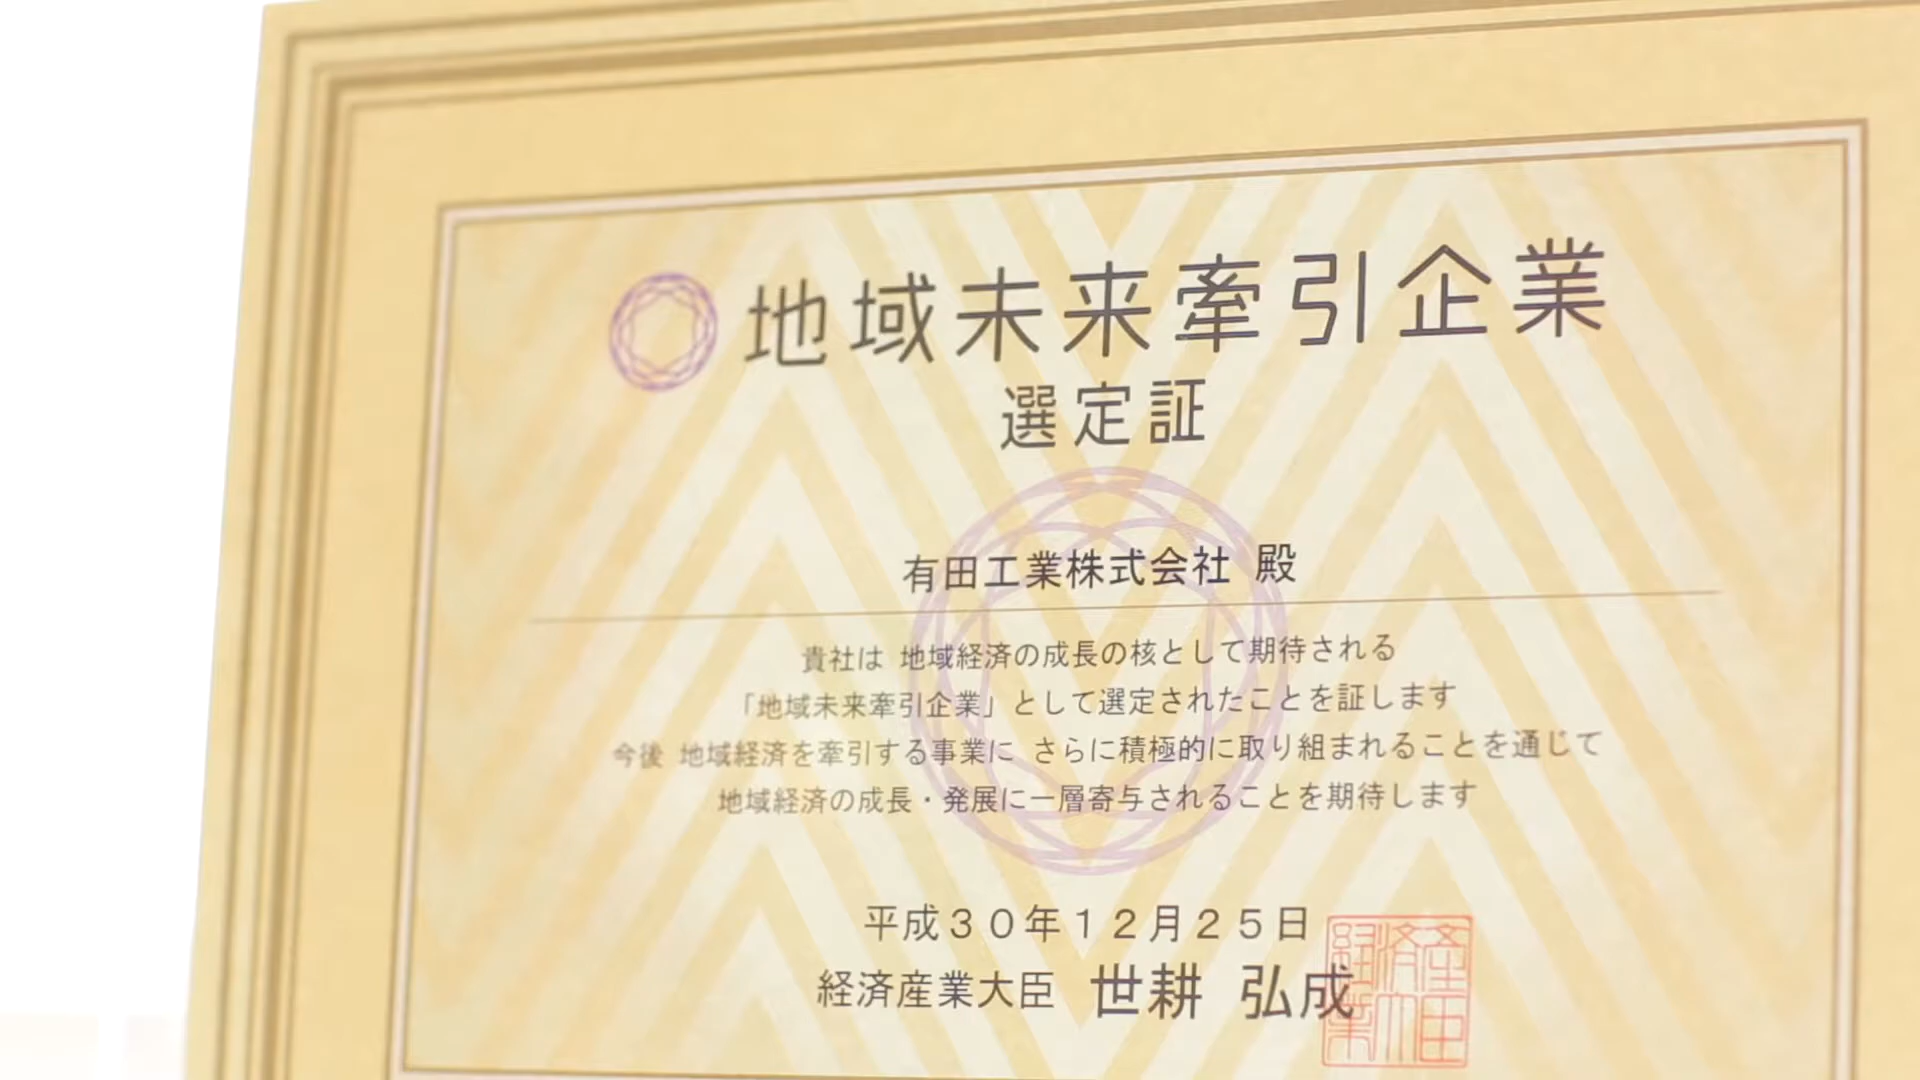 地域未来牽引企業
選定証
有田工業株式会社 殿
貴社は 地域経済の成長の核として期待される
「地域未来牽引企業」として選定されたことを証します
今後 地域経済を牽引する事業に さらに積極的に取り組まれることを通じて
地域経済の成長・発展に一層寄与されることを期待します
平成30年12月25日
経済産業大臣 世耕 弘成